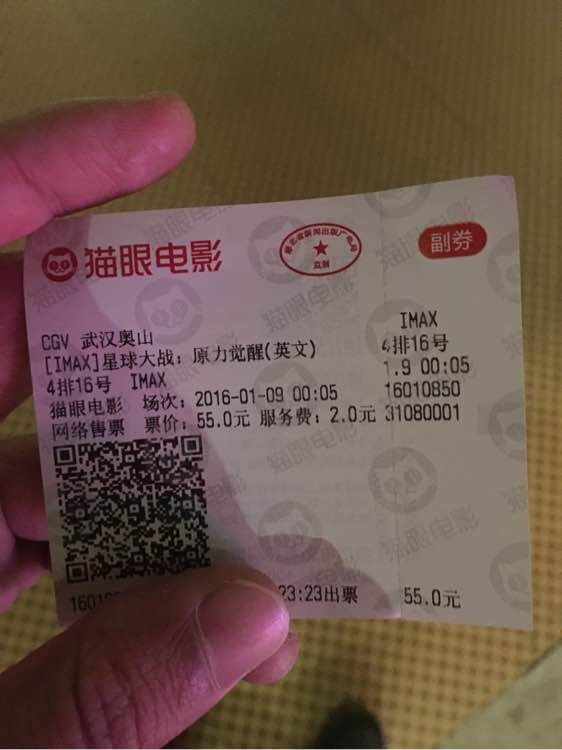 猫眼电影
监制
副券
CGV 武汉奥山
[IMAX]星球大战：原力觉醒(英文)
4排16号 IMAX
猫眼电影 场次：2016-01-09 00:05
网络售票 票价：55.0元 服务费：2.0元
23:23出票
IMAX
4排16号
1.9 00:05
16010850
31080001
55.0元